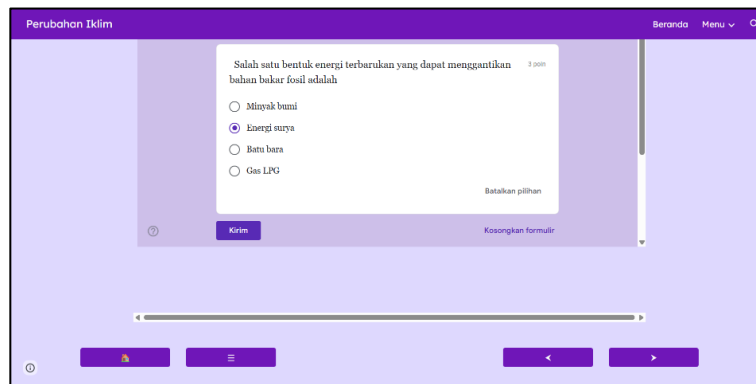 Perubahan Iklim
Beranda Menu
Salah satu bentuk energi terbarukan yang dapat menggantikan 3 poin
bahan bakar fosil adalah
Minyak bumi
Energi surya
Batu bara
Gas LPG
Batalkan pilihan
Kirim
Kosongkan formulir